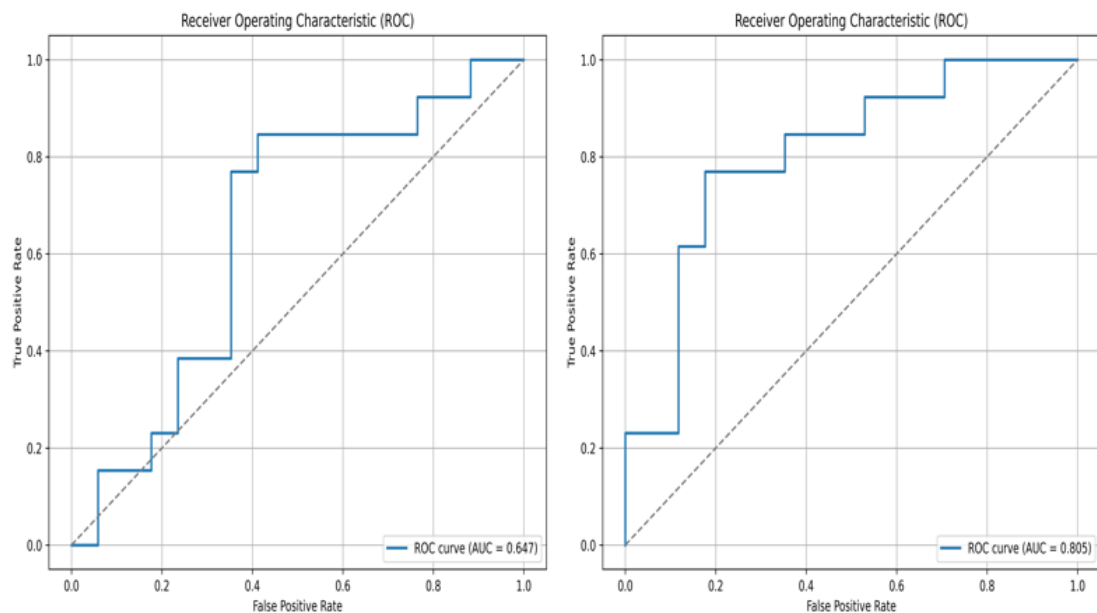 Receiver Operating Characteristic (ROC)
1.0
0.8
0.6
0.4
0.2
0.0
True Positive Rate
ROC curve (AUC = 0.647)
0.0 0.2 0.4 0.6 0.8 1.0
False Positive Rate
Receiver Operating Characteristic (ROC)
1.0
0.8
0.6
0.4
0.2
0.0
True Positive Rate
ROC curve (AUC = 0.805)
0.0 0.2 0.4 0.6 0.8 1.0
False Positive Rate